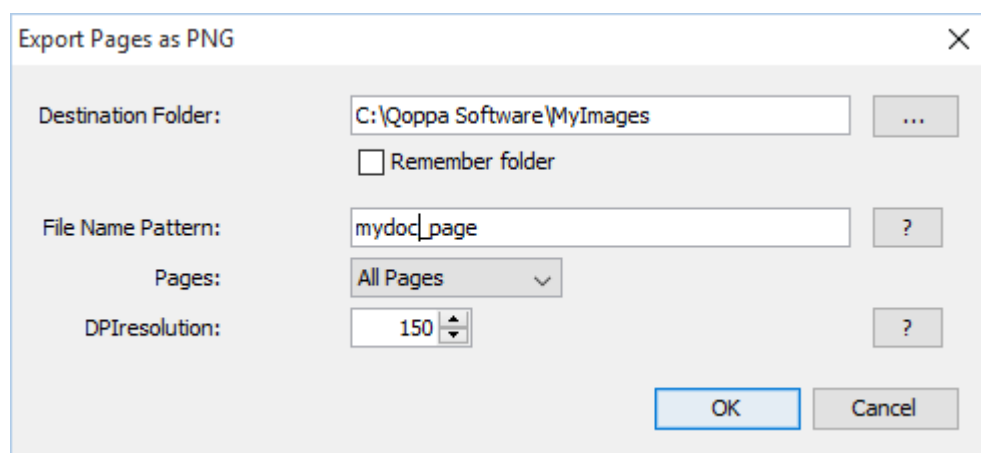 Export Pages as PNG
Destination Folder: C:\Qoppa Software\MyImages ...
Remember folder
File Name Pattern: mydoc_page ?
Pages: All Pages
DPIresolution: 150 ?
OK Cancel